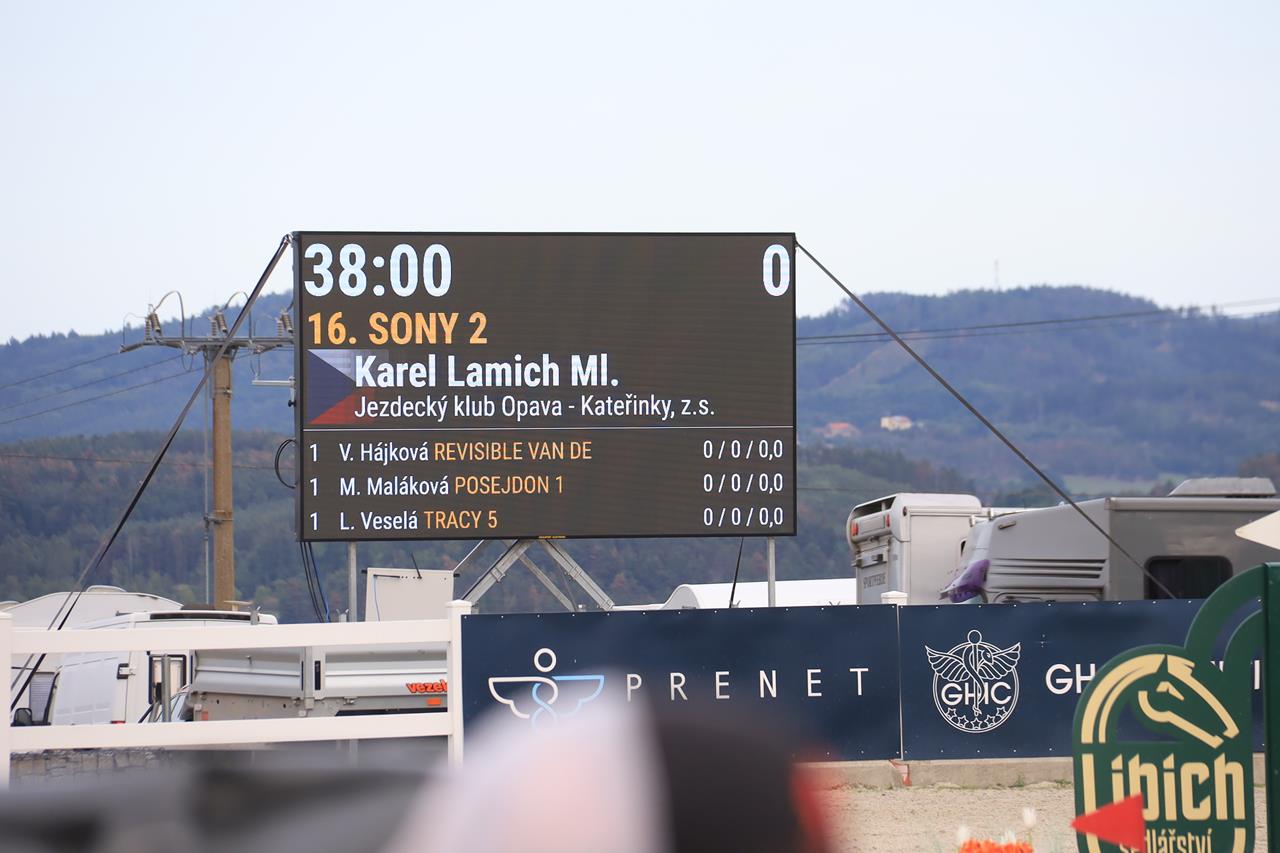 38:00 0
16. SONY 2
Karel Lamich Ml.
Jezdecký klub Opava - Kateřinky, z.s.
1 V. Hájková REVISIBLE VAN DE 0 / 0 / 0,0
1 M. Maláková POSEJDON 1 0 / 0 / 0,0
1 L. Veselá TRACY 5 0 / 0 / 0,0
PRENET
GHC
GH
Libich